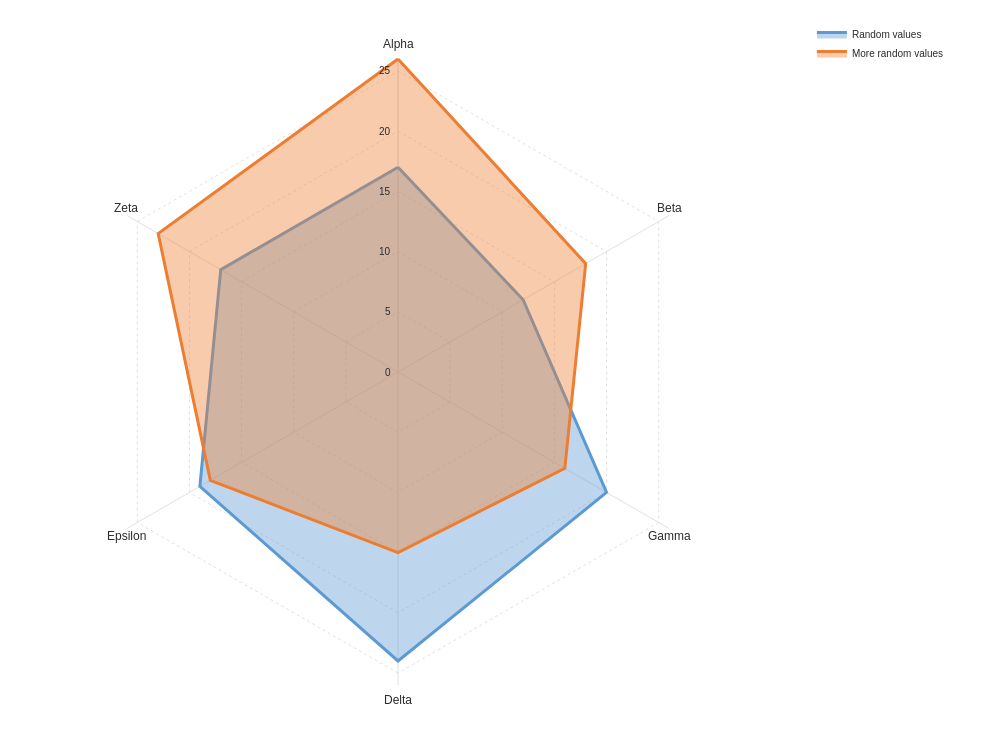 Random values
More random values
Alpha
25
20
15
10
5
0
Zeta
Beta
Epsilon
Gamma
Delta